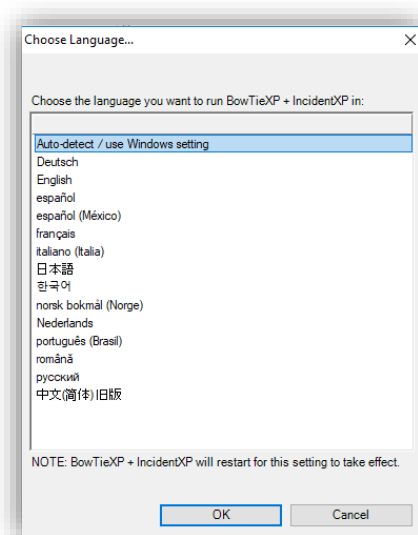 Choose Language...
Choose the language you want to run BowTieXP + IncidentXP in:
Auto-detect / use Windows setting
Deutsch
English
español
español (México)
français
italiano (Italia)
日本語
한국어
norsk bokmål (Norge)
Nederlands
português (Brasil)
română
русский
中文(简体) 旧版
NOTE: BowTieXP + IncidentXP will restart for this setting to take effect.
OK
Cancel